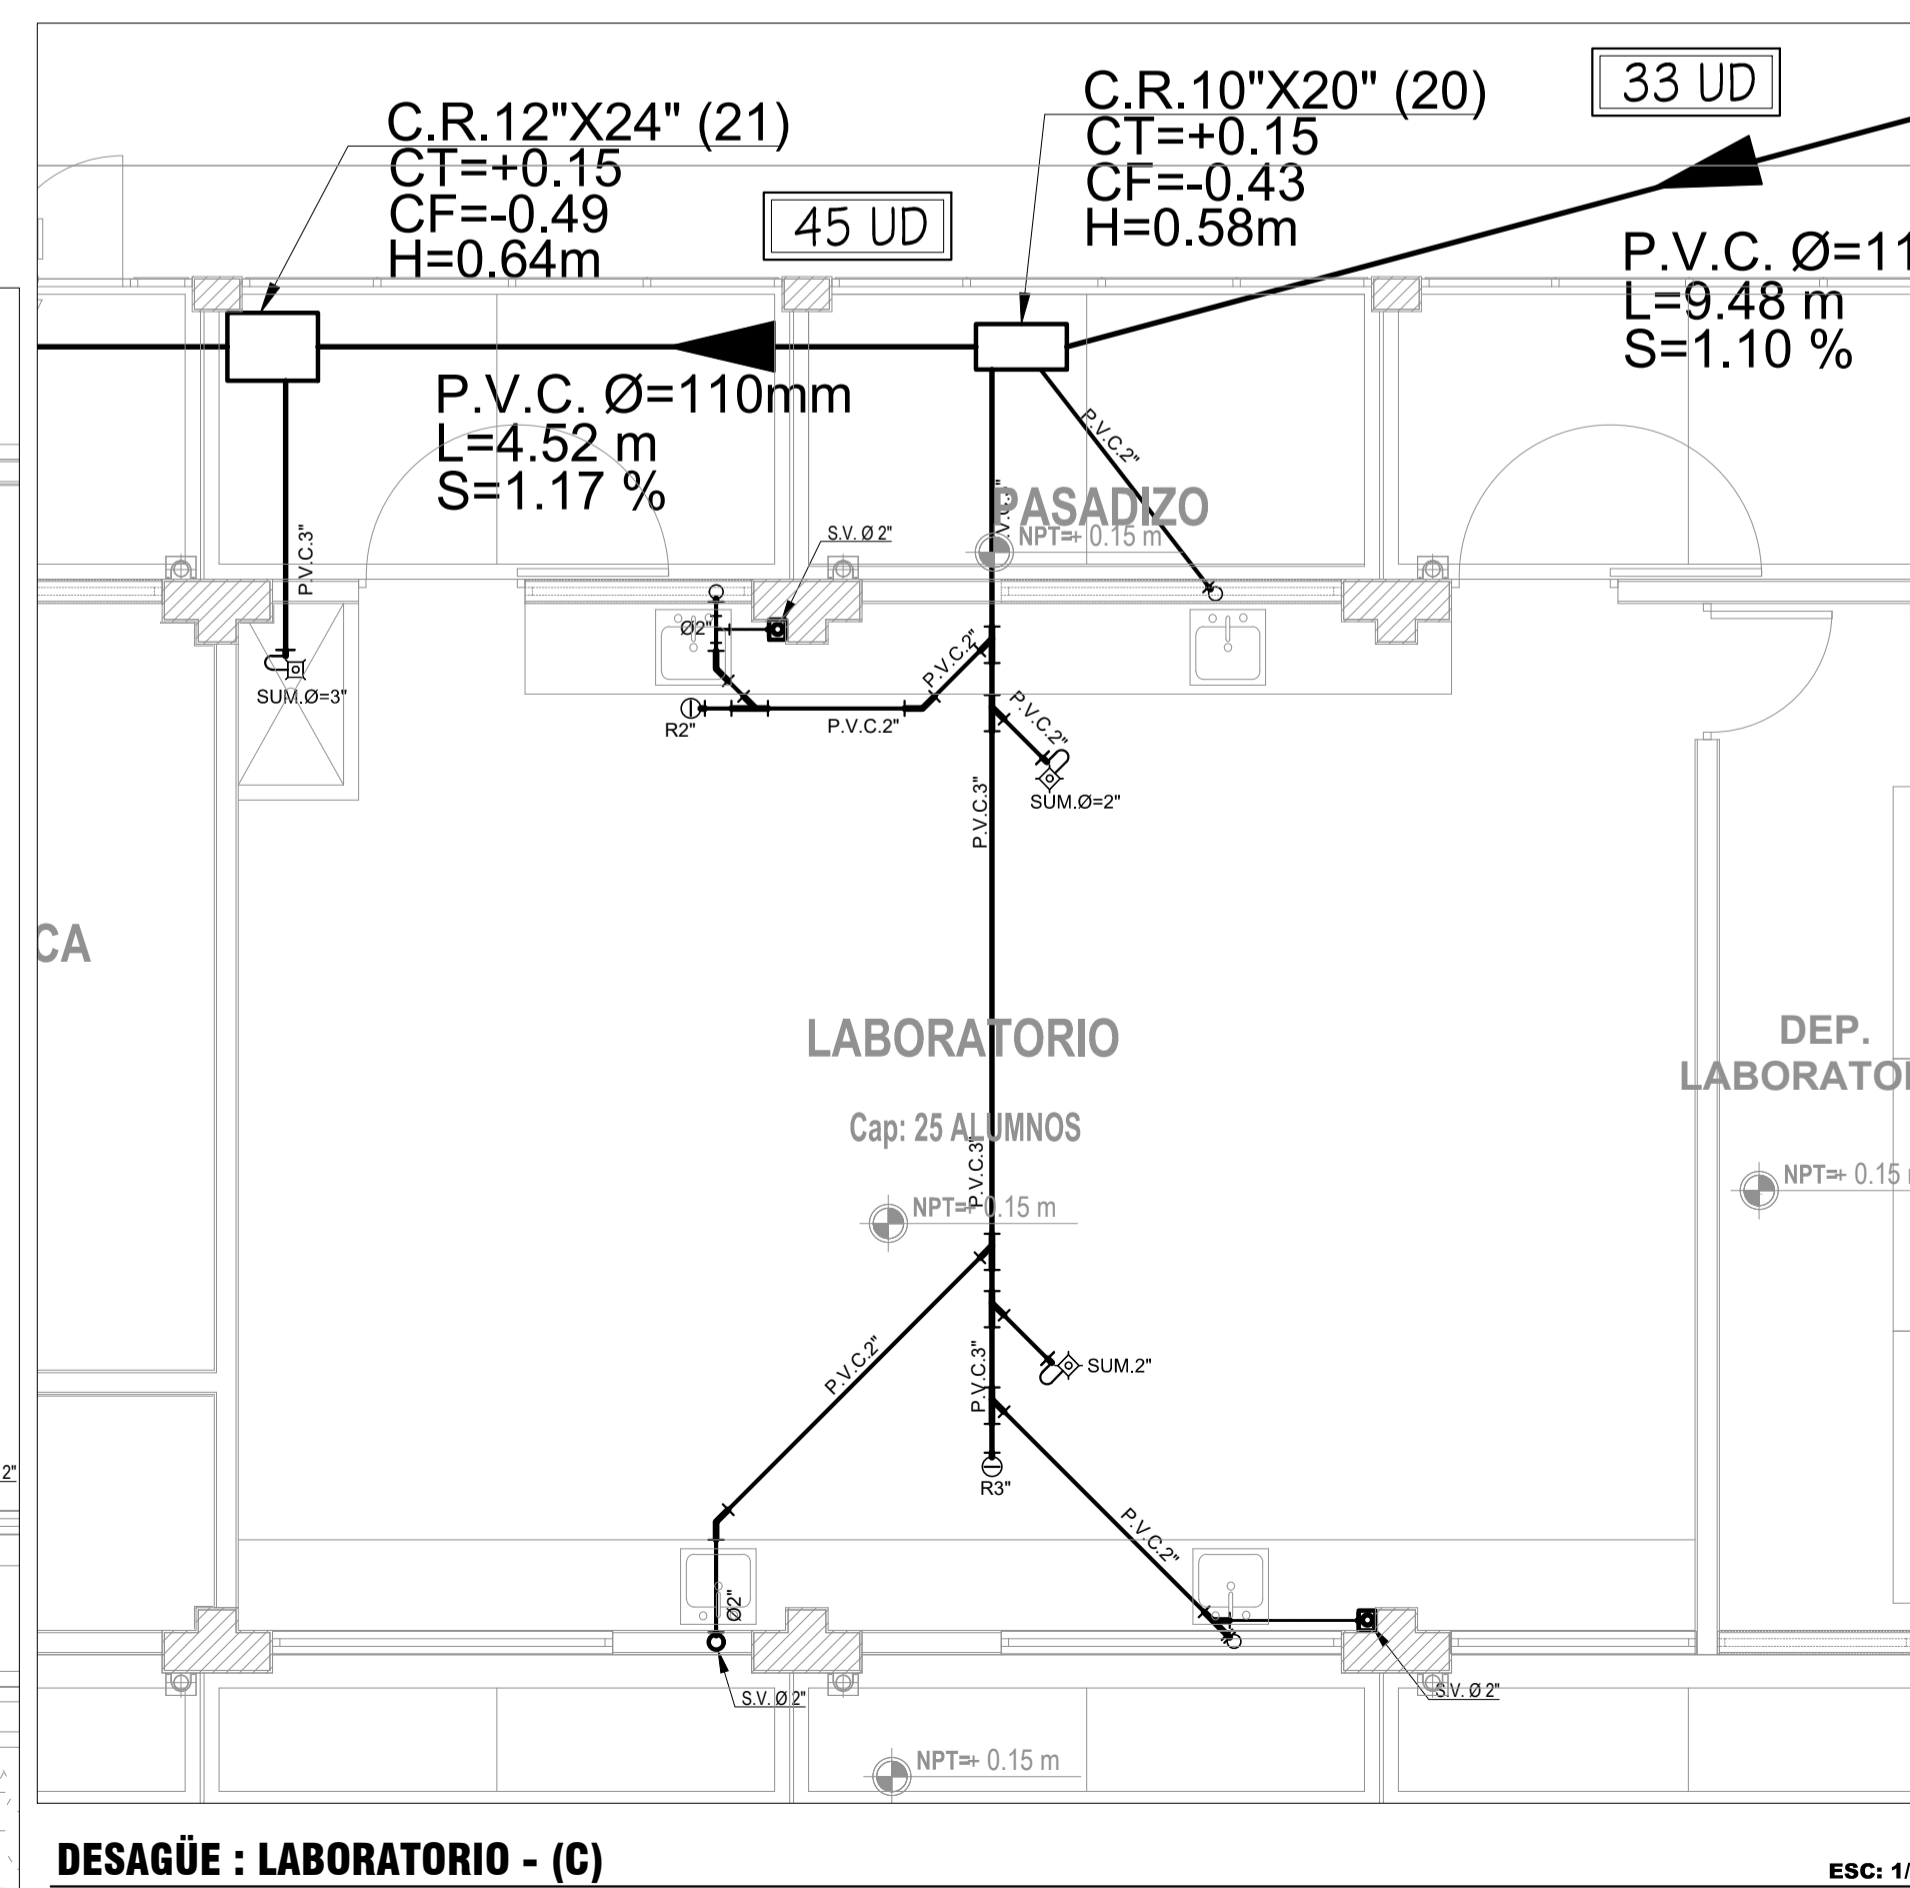 C.R.12"X24" (21)
CT=+0.15
CF=-0.49
H=0.64m
45 UD
C.R.10"X20" (20)
CT=+0.15
CF=-0.43
H=0.58m
33 UD
P.V.C. Ø=11
L=9.48 m
S=1.10 %
P.V.C. Ø=110mm
L=4.52 m
S=1.17 %
P.V.C.2"
P.V.C.3"
PASADIZO
NPT=+ 0.15 m
S.V. Ø 2"
P.V.C.3"
Ø2"
P.V.C.2"
SUM.Ø=3"
R2"
P.V.C.2"
P.V.C.2"
SUM.Ø=2"
P.V.C.3"
CA
LABORATORIO
Cap: 25 ALUMNOS
P.V.C.3"
NPT=+ 0.15 m
DEP.
LABORATO
NPT=+ 0.15
P.V.C.2"
P.V.C.3"
SUM.2"
2"
R3"
P.V.C.2"
Ø2"
S.V. Ø 2"
S.V. Ø 2"
NPT=+ 0.15 m
DESAGÜE : LABORATORIO - (C)
ESC: 1/